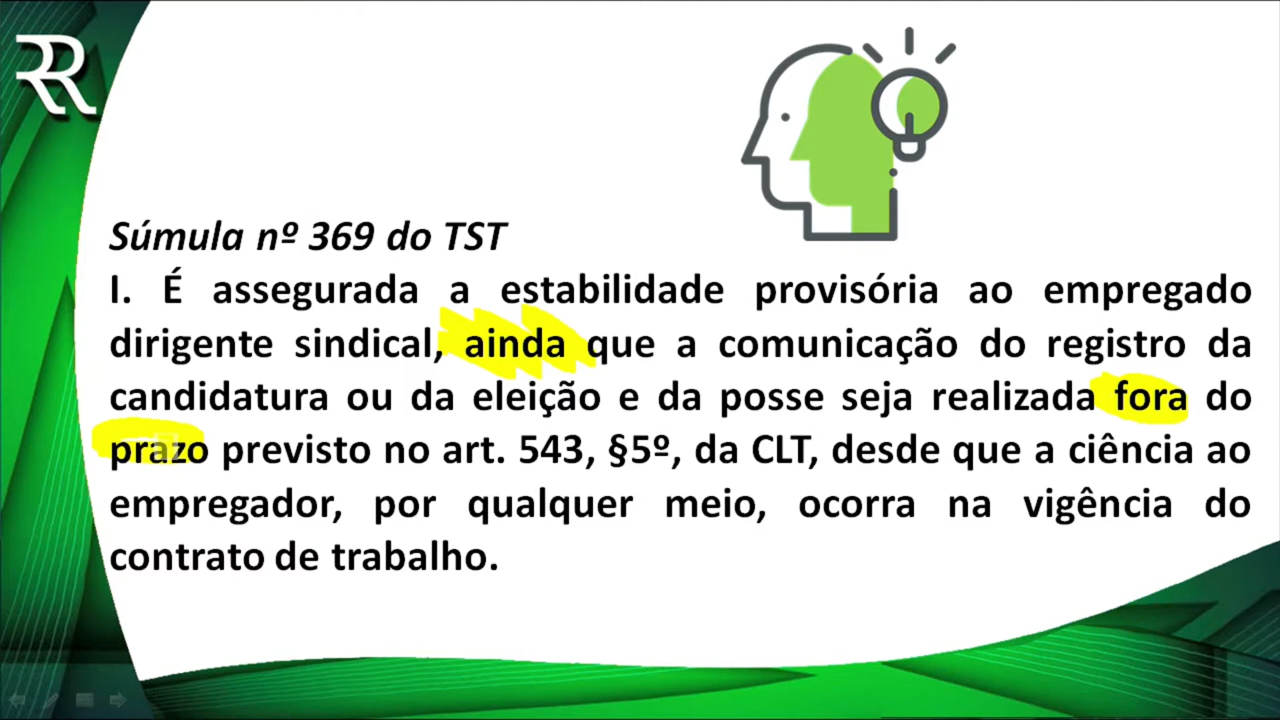 RR
Súmula nº 369 do TST
I. É assegurada a estabilidade provisória ao empregado
dirigente sindical, ainda que a comunicação do registro da
candidatura ou da eleição e da posse seja realizada fora do
prazo previsto no art. 543, §5º, da CLT, desde que a ciência ao
empregador, por qualquer meio, ocorra na vigência do
contrato de trabalho.